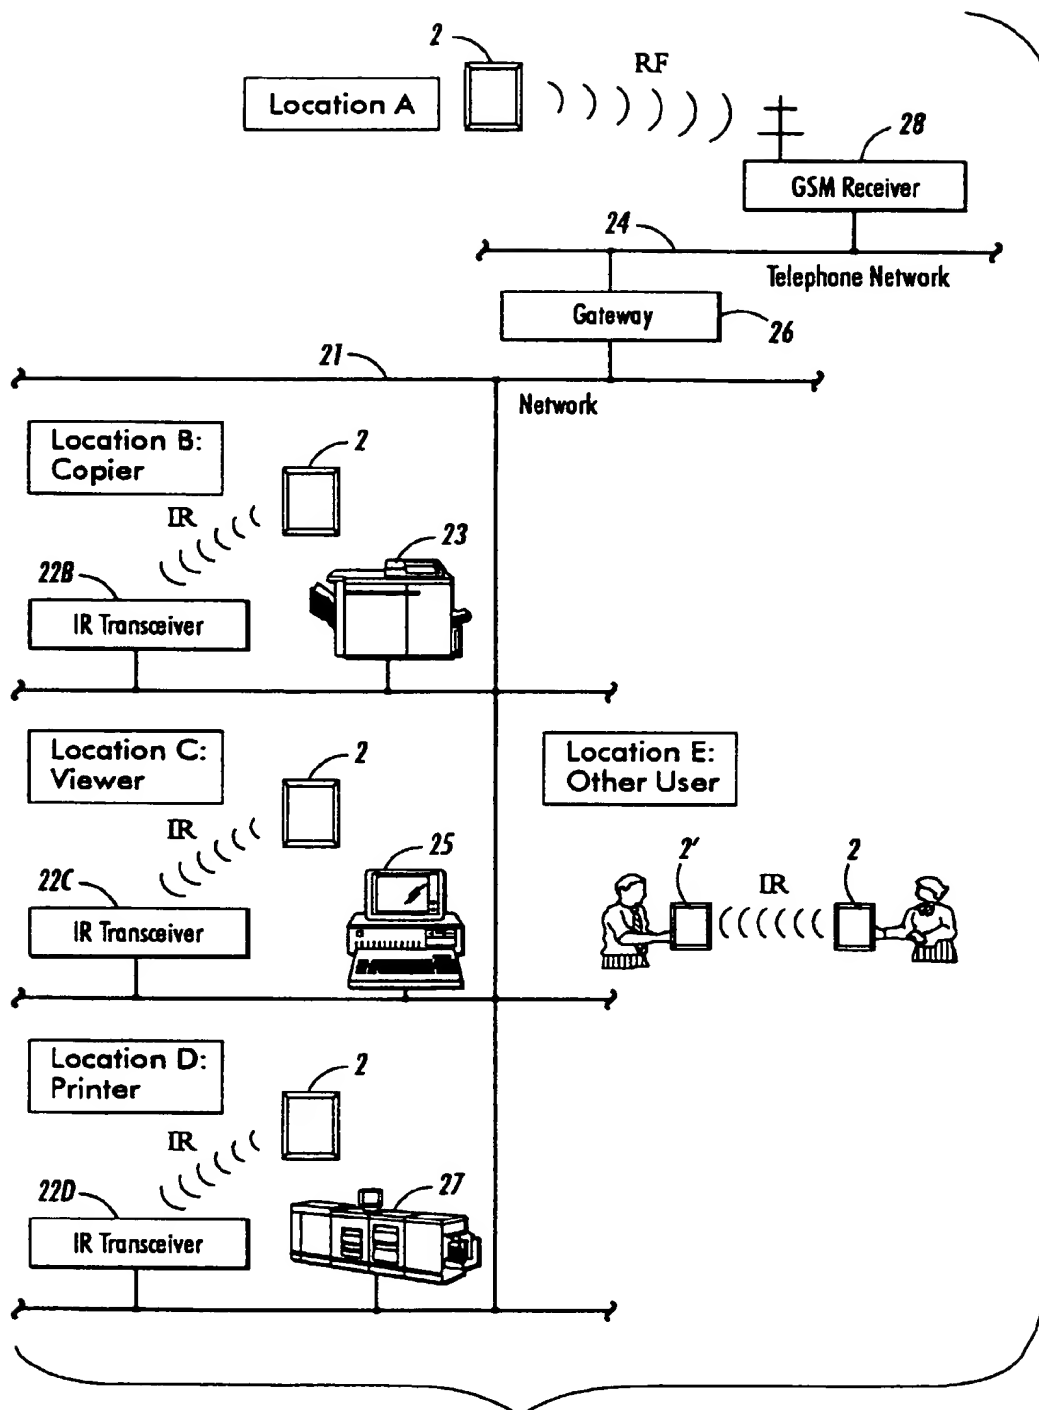 2
RF
Location A
28
GSM Receiver
24
Telephone Network
Gateway
26
21
Network
Location B:
Copier
2
IR
23
22B
IR Transceiver
Location C:
Viewer
2
IR
25
22C
IR Transceiver
Location E:
Other User
2'
IR
2
Location D:
Printer
2
IR
27
22D
IR Transceiver